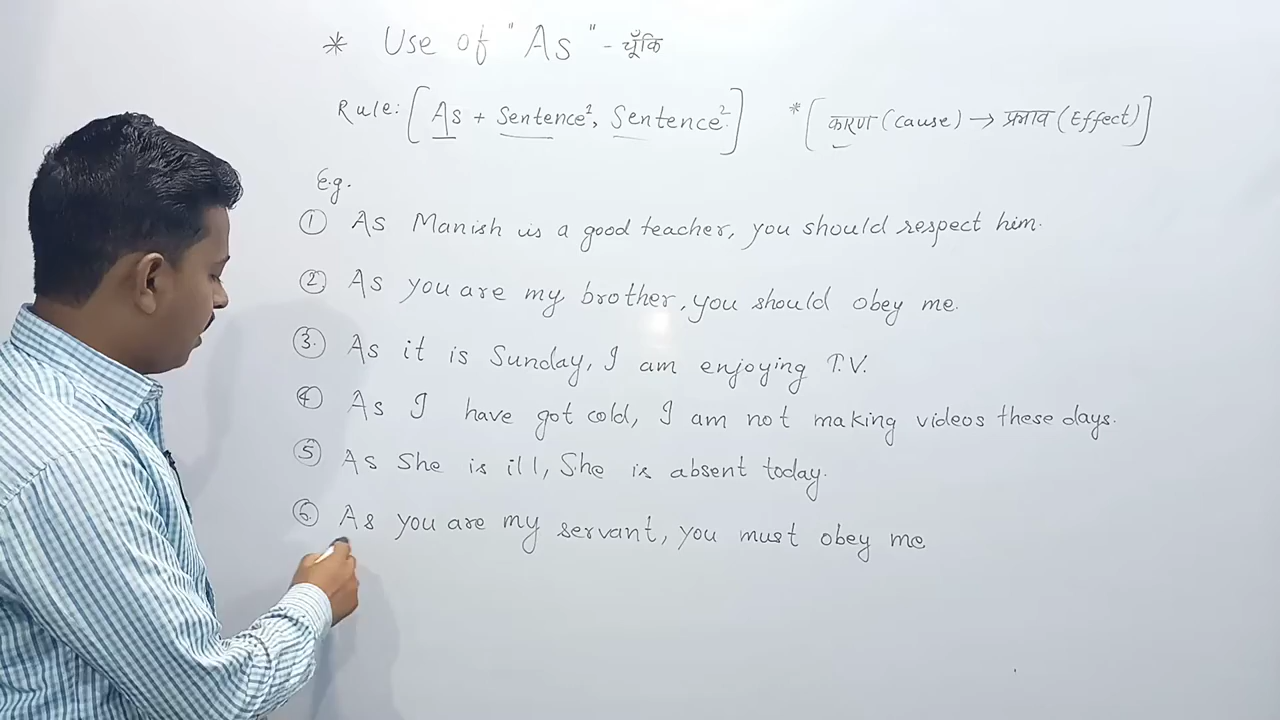 * Use of "As" - चूँकि
Rule: [As + Sentence¹, Sentence².] *[कारण (Cause) → प्रभाव (Effect)]
E.g.
① As Manish is a good teacher, you should respect him.
② As you are my brother, you should obey me.
③. As it is Sunday, I am enjoying T.V.
④ As I have got cold, I am not making videos these days.
⑤ As She is ill, She is absent today.
⑥. As you are my servant, you must obey me